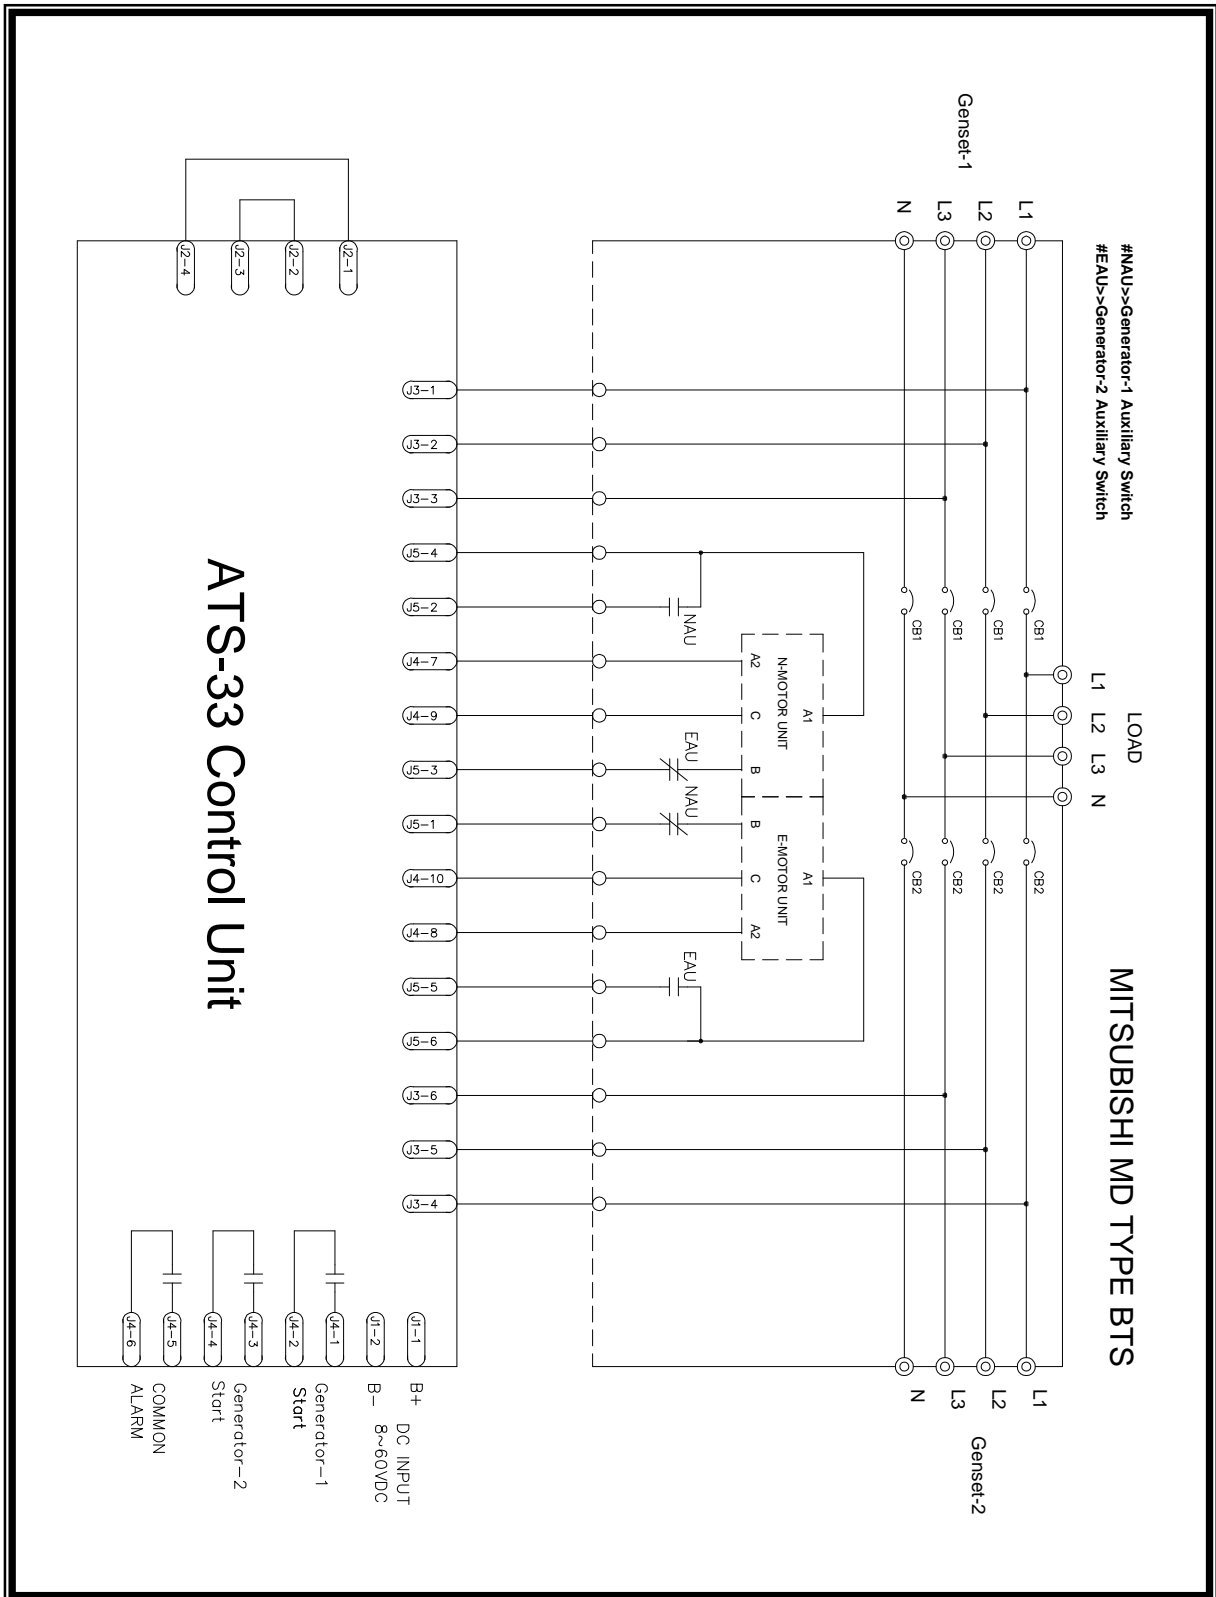 MITSUBISHI MD TYPE BTS
#NAU>>Generator-1 Auxiliary Switch
#EAU>>Generator-2 Auxiliary Switch
LOAD
L1 L2 L3 N
Genset-1
L1
L2
L3
N
CB1
CB1
CB1
CB1
CB2
CB2
CB2
CB2
L1
L2
L3
N
Genset-2
A1
N-MOTOR UNIT
A2 C B
A1
E-MOTOR UNIT
B C A2
NAU
EAU
NAU
EAU
J3-1
J3-2
J3-3
J5-4
J5-2
J4-7
J4-9
J5-3
J5-1
J4-10
J4-8
J5-5
J5-6
J3-6
J3-5
J3-4
J2-1
J2-2
J2-3
J2-4
ATS-33 Control Unit
J1-1 B+ DC INPUT
J1-2 B- 8~60VDC
J4-1 Generator-1
J4-2 Start
J4-3 Generator-2
J4-4 Start
J4-5 COMMON
J4-6 ALARM